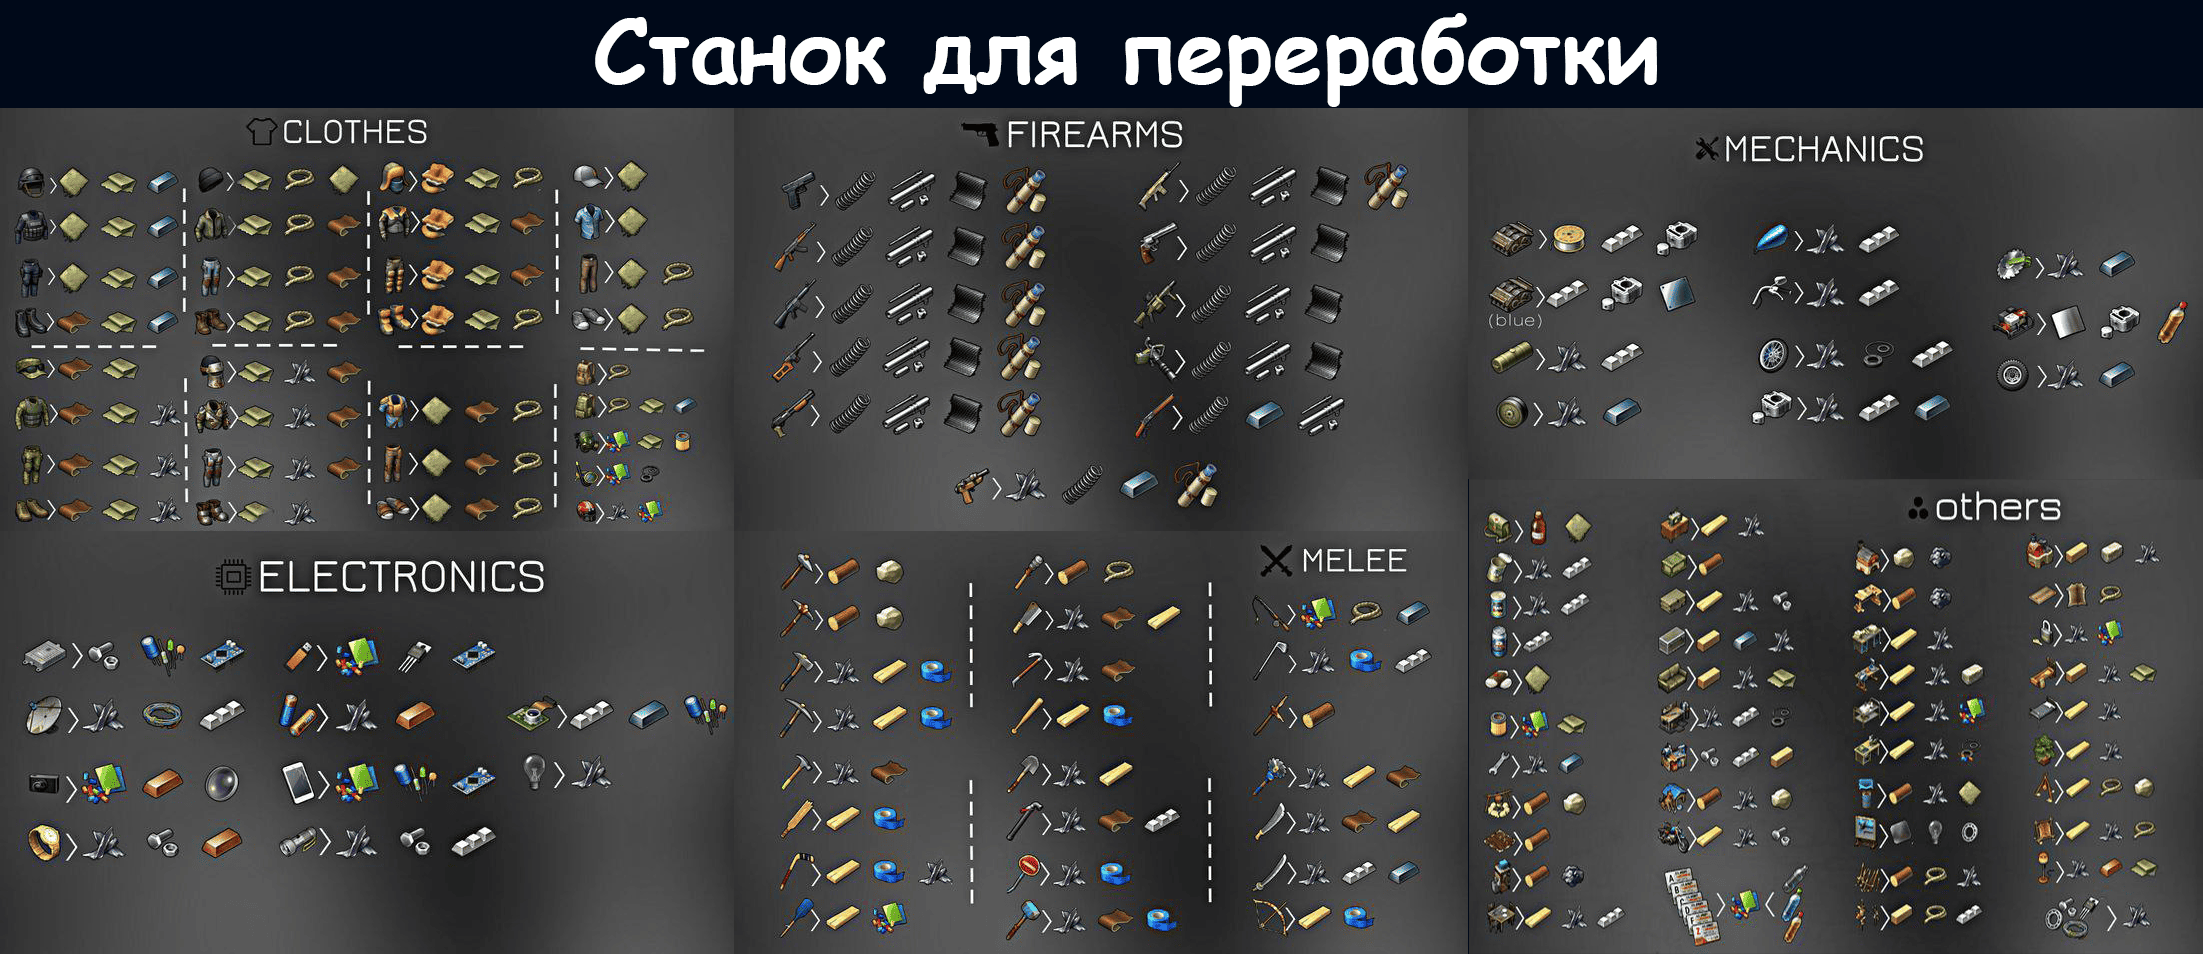 Станок для переработки
CLOTHES
FIREARMS
MECHANICS
(blue)
ELECTRONICS
MELEE
others